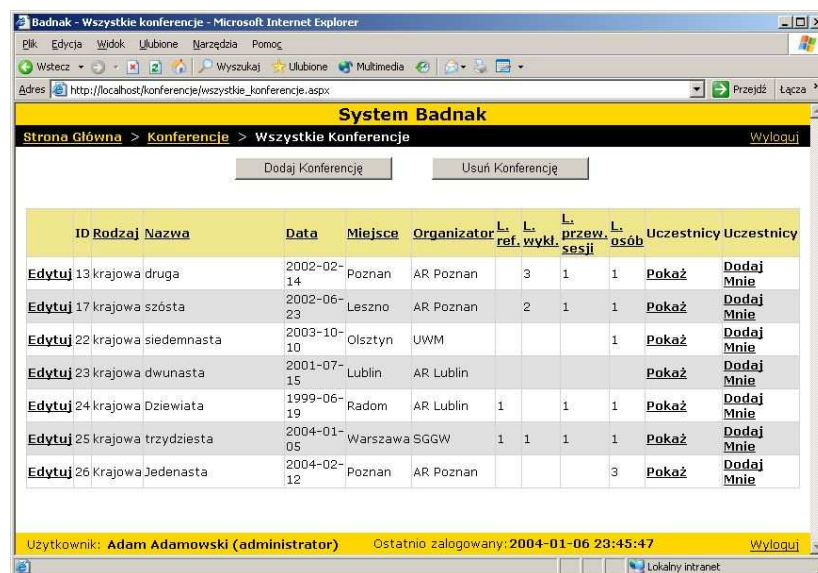 Badnak - Wszystkie konferencje - Microsoft Internet Explorer
Plik Edycja Widok Ulubione Narzędzia Pomoc
Wstecz Wyszukaj Ulubione Multimedia
Adres http://localhost/konferencje/wszystkie_konferencje.aspx Przejdź Łącza »
System Badnak
Strona Główna > Konferencje > Wszystkie Konferencje Wyloguj
Dodaj Konferencję Usuń Konferencję
ID Rodzaj Nazwa Data Miejsce Organizator L. ref. L. wykł. L. przew. sesji L. osób Uczestnicy Uczestnicy
Edytuj 13 krajowa druga 2002-02-14 Poznan AR Poznan 3 1 1 Pokaż Dodaj Mnie
Edytuj 17 krajowa szósta 2002-06-23 Leszno AR Poznan 2 1 1 Pokaż Dodaj Mnie
Edytuj 22 krajowa siedemnasta 2003-10-10 Olsztyn UWM 1 Pokaż Dodaj Mnie
Edytuj 23 krajowa dwunasta 2001-07-15 Lublin AR Lublin Pokaż Dodaj Mnie
Edytuj 24 krajowa Dziewiata 1999-06-19 Radom AR Lublin 1 1 1 Pokaż Dodaj Mnie
Edytuj 25 krajowa trzydziesta 2004-01-05 Warszawa SGGW 1 1 1 1 Pokaż Dodaj Mnie
Edytuj 26 Krajowa Jedenasta 2004-02-12 Poznan AR Poznan 3 Pokaż Dodaj Mnie
Użytkownik: Adam Adamowski (administrator) Ostatnio zalogowany: 2004-01-06 23:45:47 Wyloguj
Lokalny intranet